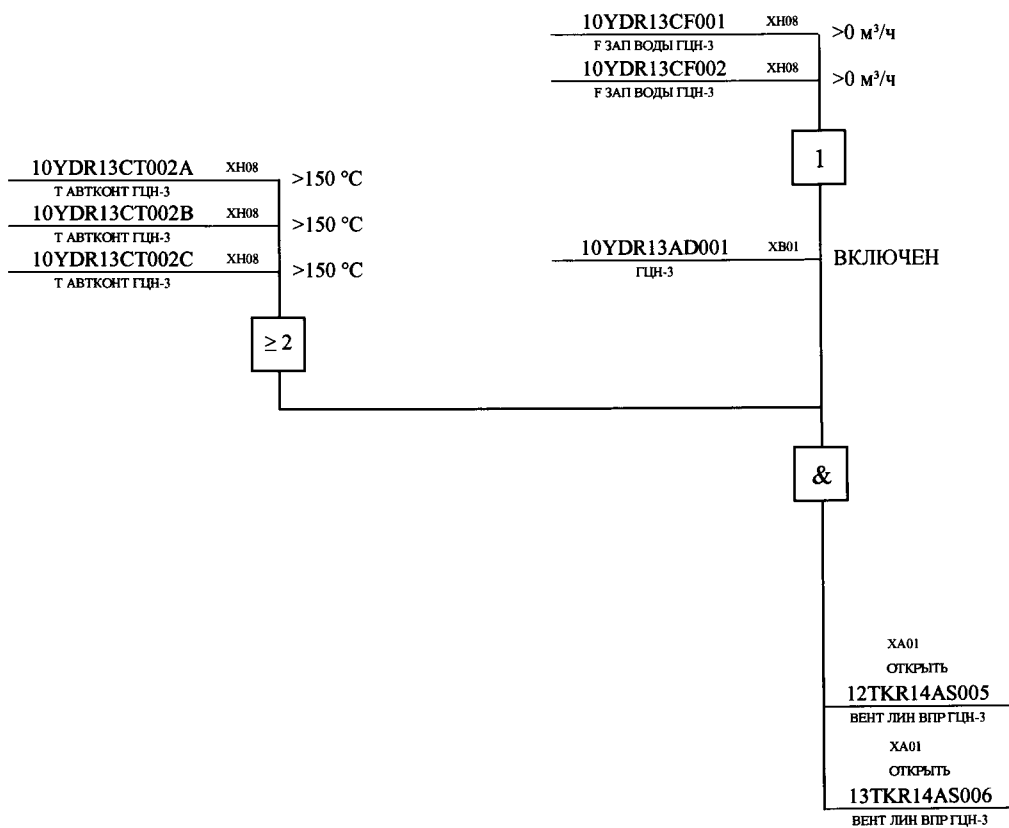 10YDR13CF001 XH08 >0 м³/ч
F ЗАП ВОДЫ ГЦН-3
10YDR13CF002 XH08 >0 м³/ч
F ЗАП ВОДЫ ГЦН-3
1
10YDR13CT002A XH08 >150 °C
Т АВТКОНТ ГЦН-3
10YDR13CT002B XH08 >150 °C
Т АВТКОНТ ГЦН-3
10YDR13CT002C XH08 >150 °C
Т АВТКОНТ ГЦН-3
10YDR13AD001 XB01 ВКЛЮЧЕН
ГЦН-3
≥ 2
&
XA01
ОТКРЫТЬ
12TKR14AS005
ВЕНТ ЛИН ВПР ГЦН-3
XA01
ОТКРЫТЬ
13TKR14AS006
ВЕНТ ЛИН ВПР ГЦН-3